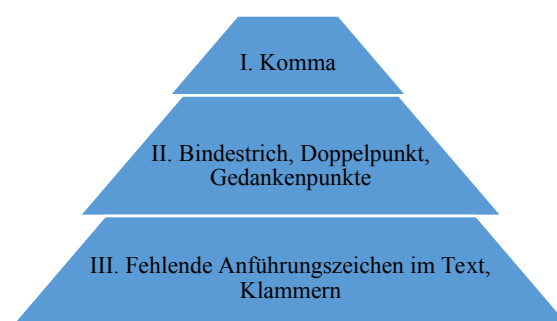 I. Komma
II. Bindestrich, Doppelpunkt,
Gedankenpunkte
III. Fehlende Anführungszeichen im Text,
Klammern